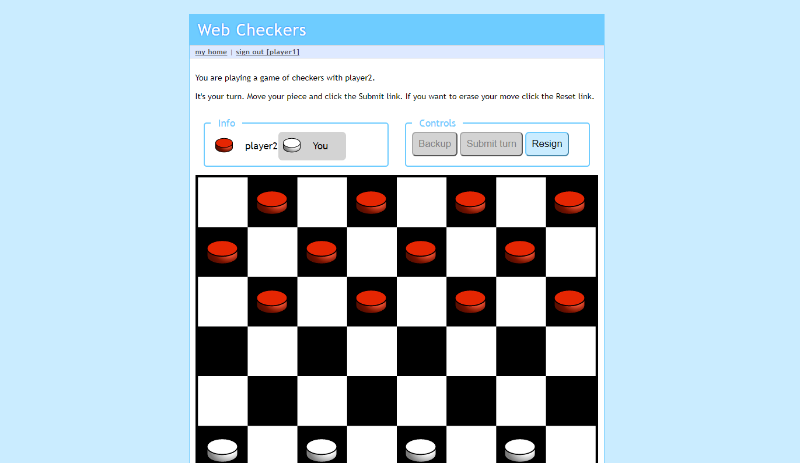 Web Checkers
my home | sign out [player1]
You are playing a game of checkers with player2.
It's your turn. Move your piece and click the Submit link. If you want to erase your move click the Reset link.
Info
player2 You
Controls
Backup Submit turn Resign